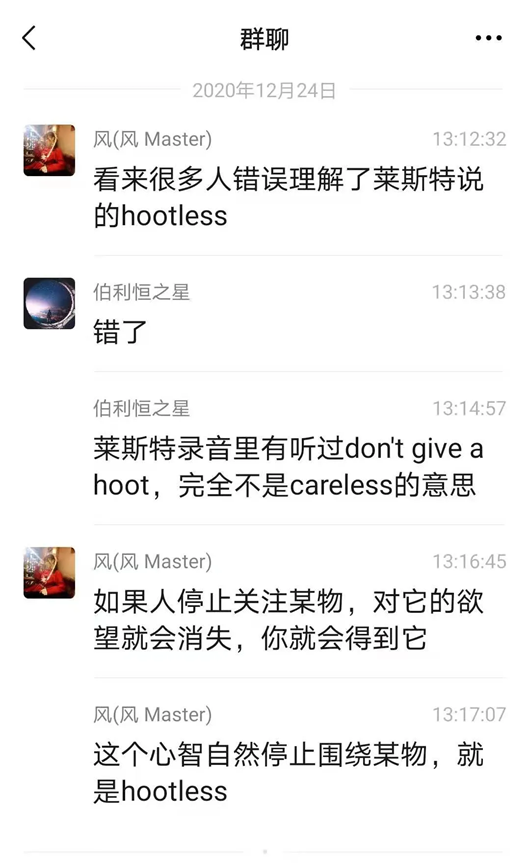 群聊
2020年12月24日
风(风 Master)
13:12:32
看来很多人错误理解了莱斯特说
的hootless
伯利恒之星
13:13:38
错了
伯利恒之星
13:14:57
莱斯特录音里有听过don't give a
hoot，完全不是careless的意思
风(风 Master)
13:16:45
如果人停止关注某物，对它的欲
望就会消失，你就会得到它
风(风 Master)
13:17:07
这个心智自然停止围绕某物，就
是hootless